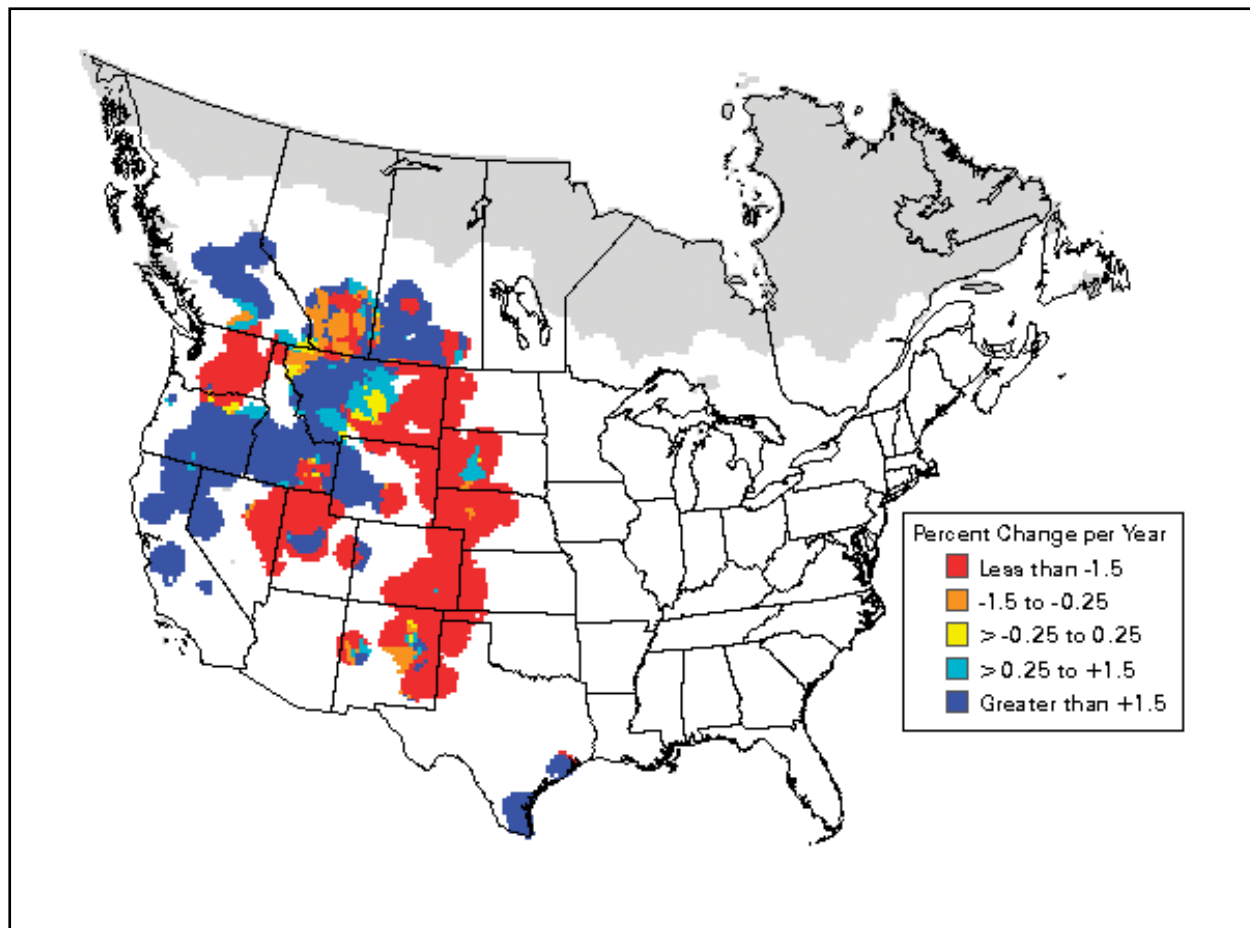 Percent Change per Year
Less than -1.5
-1.5 to -0.25
>-0.25 to 0.25
>0.25 to +1.5
Greater than +1.5